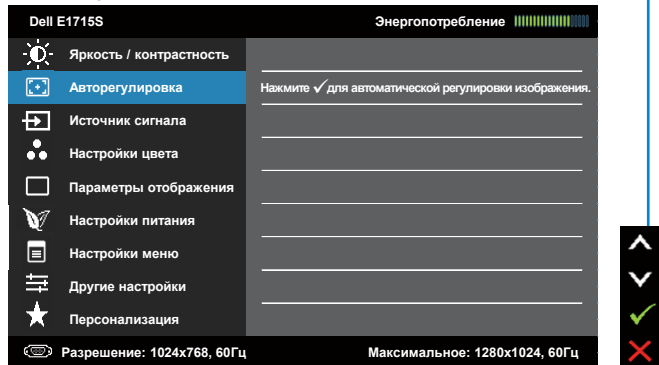 Dell E1715S Энергопотребление
Яркость / контрастность
Авторегулировка Нажмите ✓ для автоматической регулировки изображения.
Источник сигнала
Настройки цвета
Параметры отображения
Настройки питания
Настройки меню
Другие настройки
Персонализация
Разрешение: 1024x768, 60Гц Максимальное: 1280x1024, 60Гц